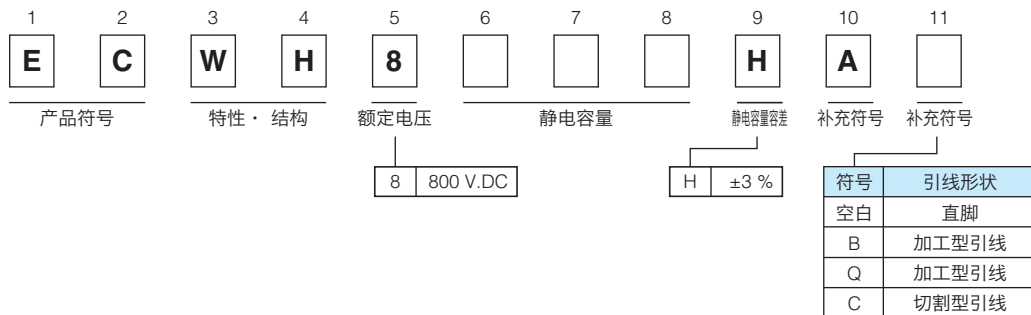 1 2 3 4 5 6 7 8 9 10 11
E C W H 8 H A
产品符号 特性・ 结构 额定电压 静电容量 静电容量容差 补充符号 补充符号
8 800 V.DC H ±3 % 符号 引线形状
空白 直脚
B 加工型引线
Q 加工型引线
C 切割型引线